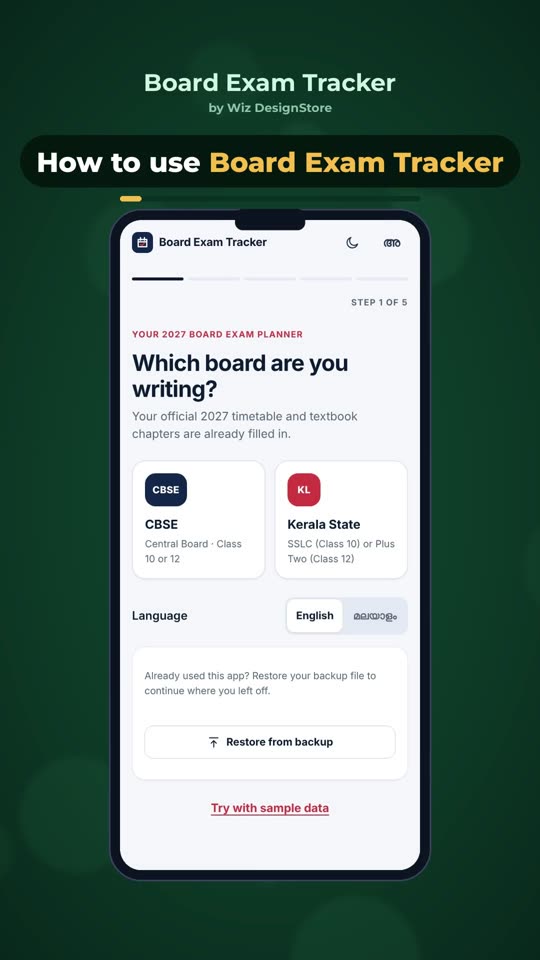 Board Exam Tracker
by Wiz DesignStore
How to use Board Exam Tracker
Board Exam Tracker
അ
STEP 1 OF 5
YOUR 2027 BOARD EXAM PLANNER
Which board are you
writing?
Your official 2027 timetable and textbook
chapters are already filled in.
CBSE
KL
CBSE
Kerala State
Central Board · Class
10 or 12
SSLC (Class 10) or Plus
Two (Class 12)
Language
English
മലയാളം
Already used this app? Restore your backup file to
continue where you left off.
Restore from backup
Try with sample data